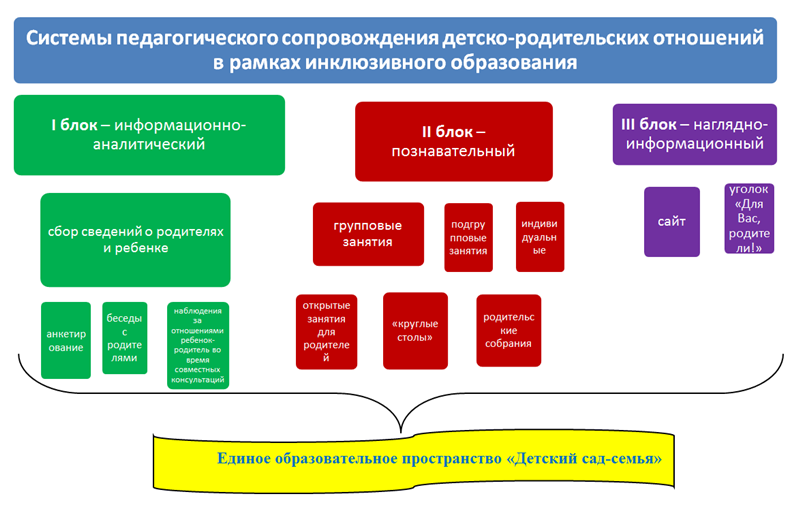 Системы педагогического сопровождения детско-родительских отношений
в рамках инклюзивного образования
I блок – информационно-
аналитический
II блок –
познавательный
III блок – наглядно-
информационный
сбор сведений о родителях
и ребенке
групповые
занятия
подгру
пповые
занятия
индиви
дуальн
ые
сайт
уголок
«Для
Вас,
родите
ли!»
анкетир
ование
беседы
с
родите
лями
наблюдения
за
отношениями
ребенок-
родитель во
время
совместных
консультаций
открытые
занятия
для
родителе
й
«круглые
столы»
родительс
кие
собрания
Единое образовательное пространство «Детский сад-семья»